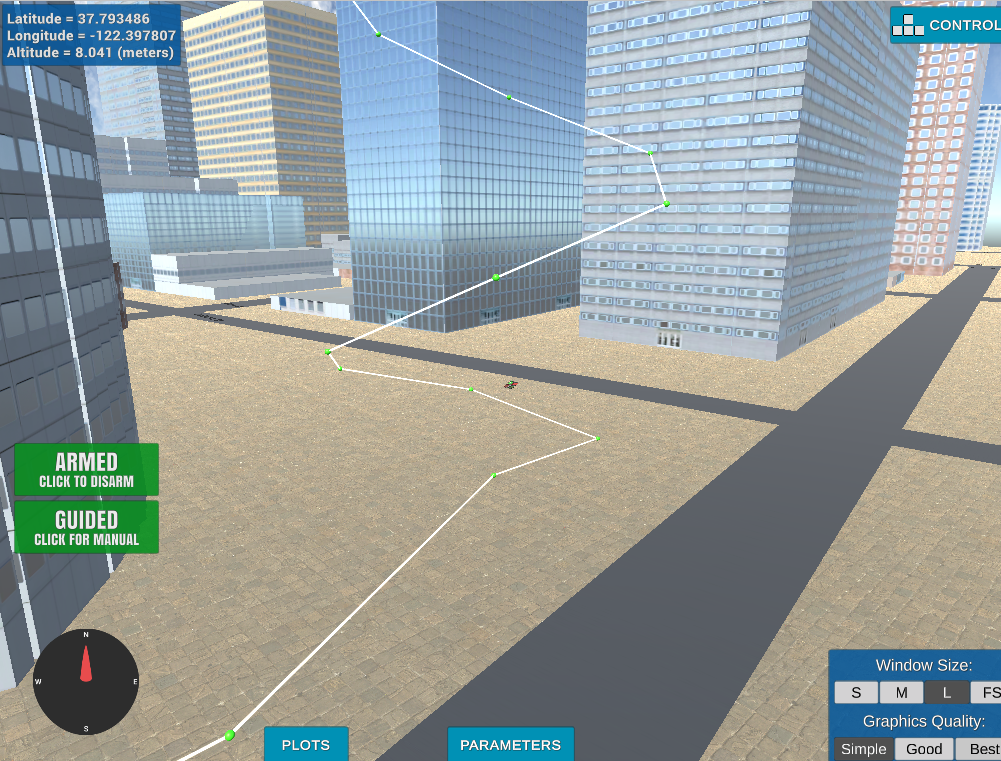 Latitude = 37.793486
Longitude = -122.397807
Altitude = 8.041 (meters)
CONTROL
ARMED
CLICK TO DISARM
GUIDED
CLICK FOR MANUAL
N
W
E
S
PLOTS
PARAMETERS
Window Size:
S M L FS
Graphics Quality:
Simple Good Best